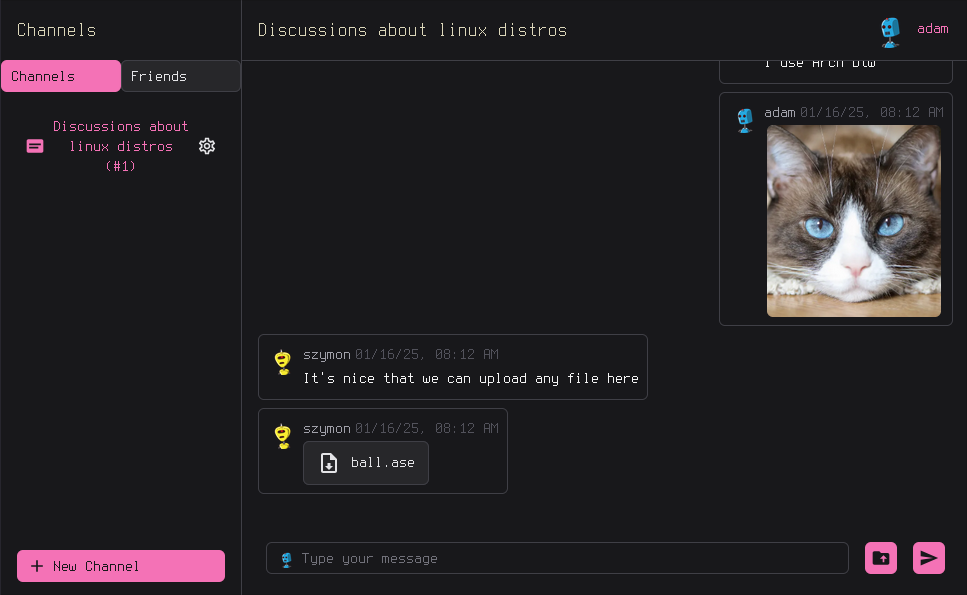 Channels
Discussions about linux distros
adam
Channels
Friends
Discussions about
linux distros
(#1)
New Channel
I use Arch btw
adam 01/16/25, 08:12 AM
szymon 01/16/25, 08:12 AM
It's nice that we can upload any file here
szymon 01/16/25, 08:12 AM
ball.ase
Type your message